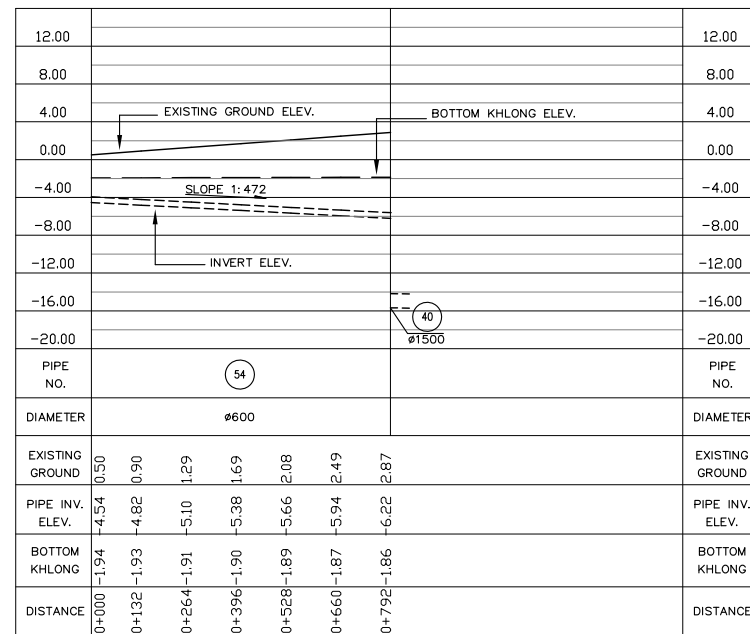 12.00 12.00
8.00 8.00
4.00 EXISTING GROUND ELEV. BOTTOM KHLONG ELEV. 4.00
0.00 0.00
-4.00 SLOPE 1:472 -4.00
-8.00 -8.00
-12.00 INVERT ELEV. -12.00
-16.00 40 -16.00
-20.00 ø1500 -20.00
PIPE NO. 54 PIPE NO.
DIAMETER ø600 DIAMETER
EXISTING GROUND 0.50 0.90 1.29 1.69 2.08 2.49 2.87 EXISTING GROUND
PIPE INV. ELEV. -4.54 -4.82 -5.10 -5.38 -5.66 -5.94 -6.22 PIPE INV. ELEV.
BOTTOM KHLONG -1.94 -1.93 -1.91 -1.90 -1.89 -1.87 -1.86 BOTTOM KHLONG
DISTANCE 0+000 0+132 0+264 0+396 0+528 0+660 0+792 DISTANCE